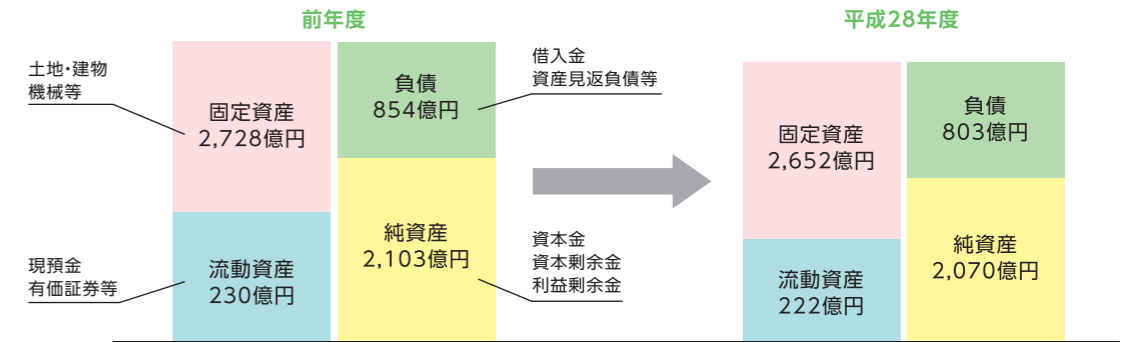 前年度
土地・建物
機械等
固定資産
2,728億円
負債
854億円
借入金
資産見返負債等
現預金
有価証券等
流動資産
230億円
純資産
2,103億円
資本金
資本剰余金
利益剰余金
平成28年度
固定資産
2,652億円
負債
803億円
流動資産
222億円
純資産
2,070億円